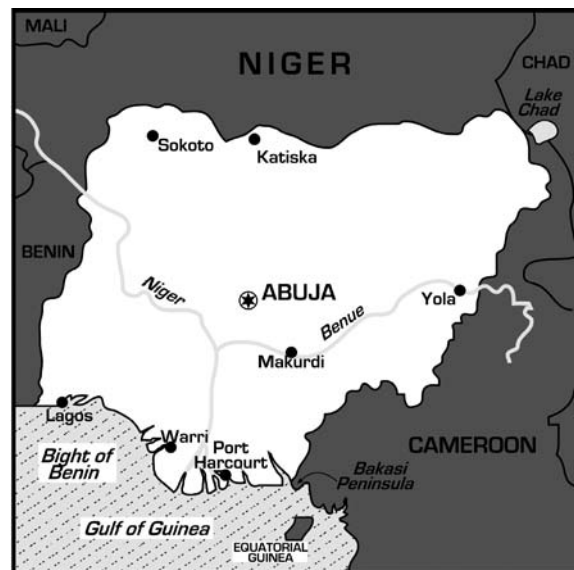 MALI
NIGER
CHAD
Lake
Chad
Sokoto
Katiska
BENIN
Niger
ABUJA
Benue
Yola
Makurdi
Lagos
Warri
Port
Harcourt
Bight of
Benin
CAMEROON
Bakasi
Peninsula
Gulf of Guinea
EQUATORIAL
GUINEA